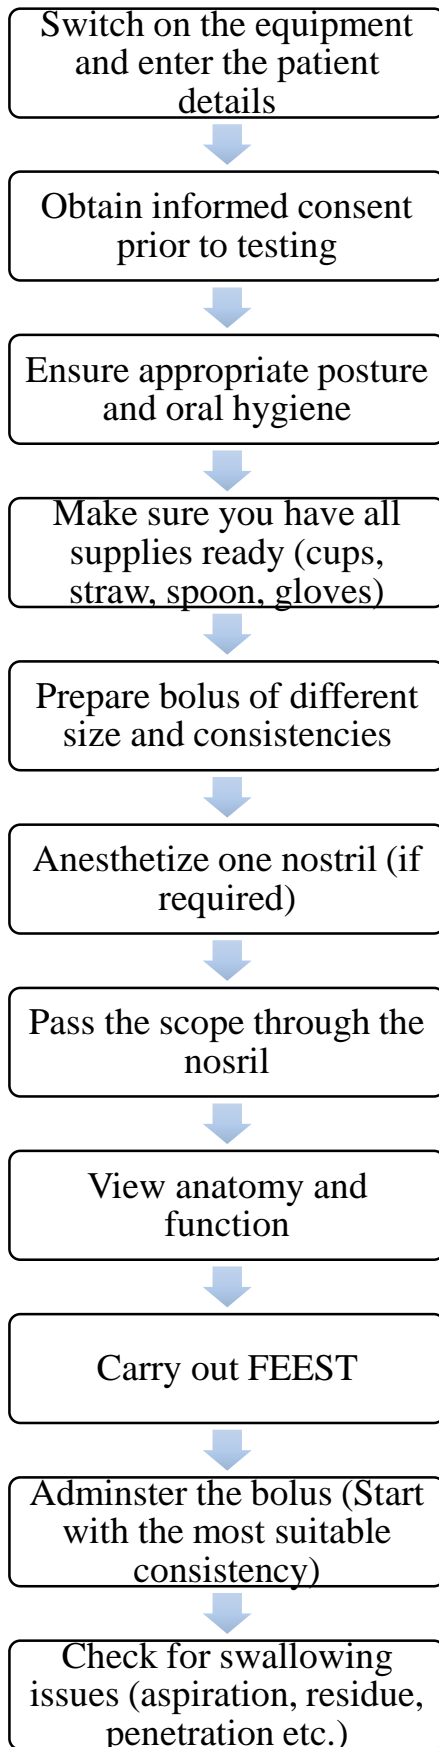 Switch on the equipment
and enter the patient
details
Obtain informed consent
prior to testing
Ensure appropriate posture
and oral hygiene
Make sure you have all
supplies ready (cups,
straw, spoon, gloves)
Prepare bolus of different
size and consistencies
Anesthetize one nostril (if
required)
Pass the scope through the
nosril
View anatomy and
function
Carry out FEEST
Adminster the bolus (Start
with the most suitable
consistency)
Check for swallowing
issues (aspiration, residue,
penetration etc.)